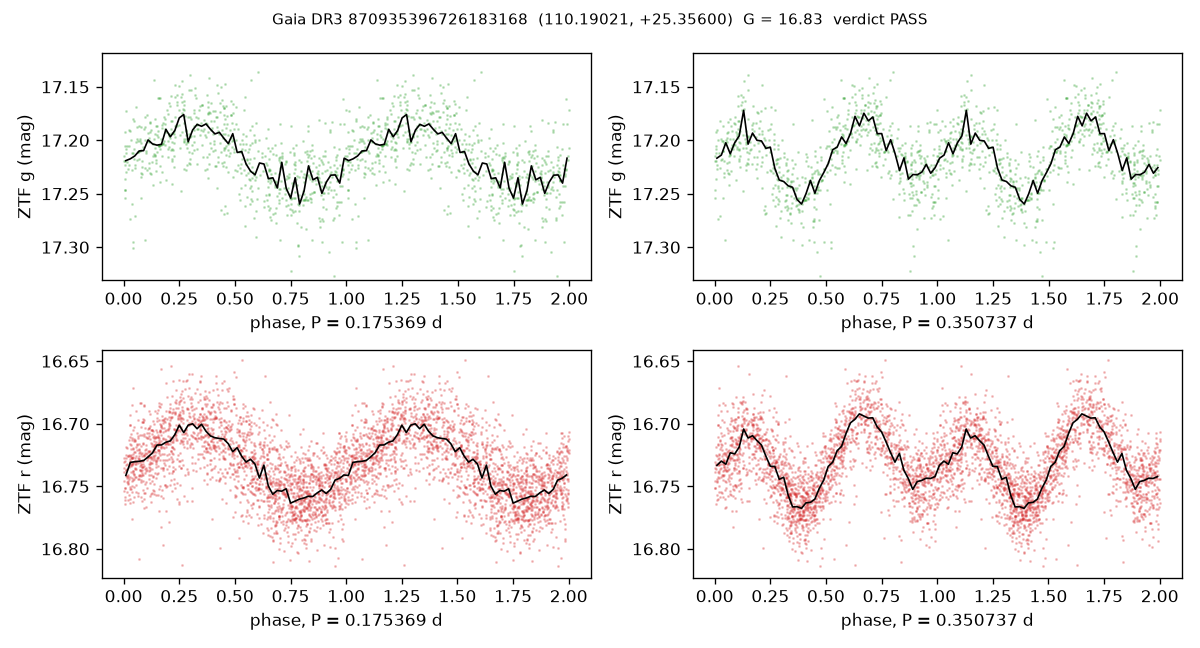 Gaia DR3 870935396726183168 (110.19021, +25.35600) G = 16.83 verdict PASS
ZTF g (mag)
17.15
17.20
17.25
17.30
0.00 0.25 0.50 0.75 1.00 1.25 1.50 1.75 2.00
phase, P = 0.175369 d
ZTF g (mag)
17.15
17.20
17.25
17.30
0.00 0.25 0.50 0.75 1.00 1.25 1.50 1.75 2.00
phase, P = 0.350737 d
ZTF r (mag)
16.65
16.70
16.75
16.80
0.00 0.25 0.50 0.75 1.00 1.25 1.50 1.75 2.00
phase, P = 0.175369 d
ZTF r (mag)
16.65
16.70
16.75
16.80
0.00 0.25 0.50 0.75 1.00 1.25 1.50 1.75 2.00
phase, P = 0.350737 d